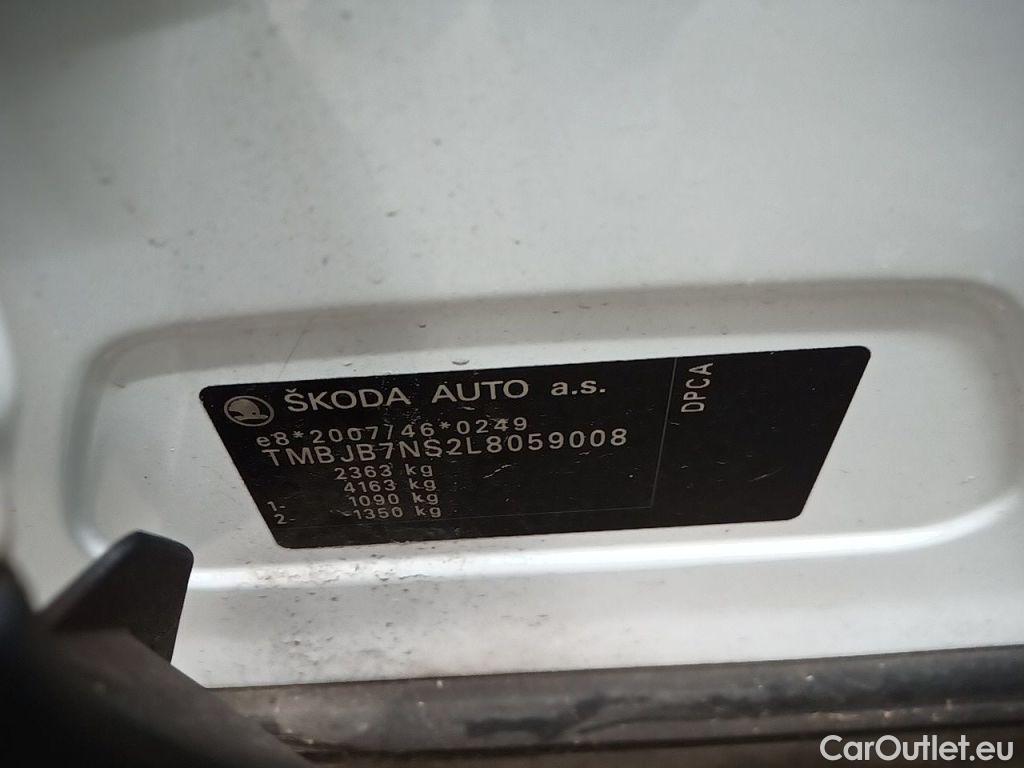 ŠKODA AUTO a.s.
e8*2007/46*0249
TMBJB7NS2L8059008
2363 kg
4163 kg
1- 1090 kg
2- 1350 kg
DPCA
CarOutlet.eu